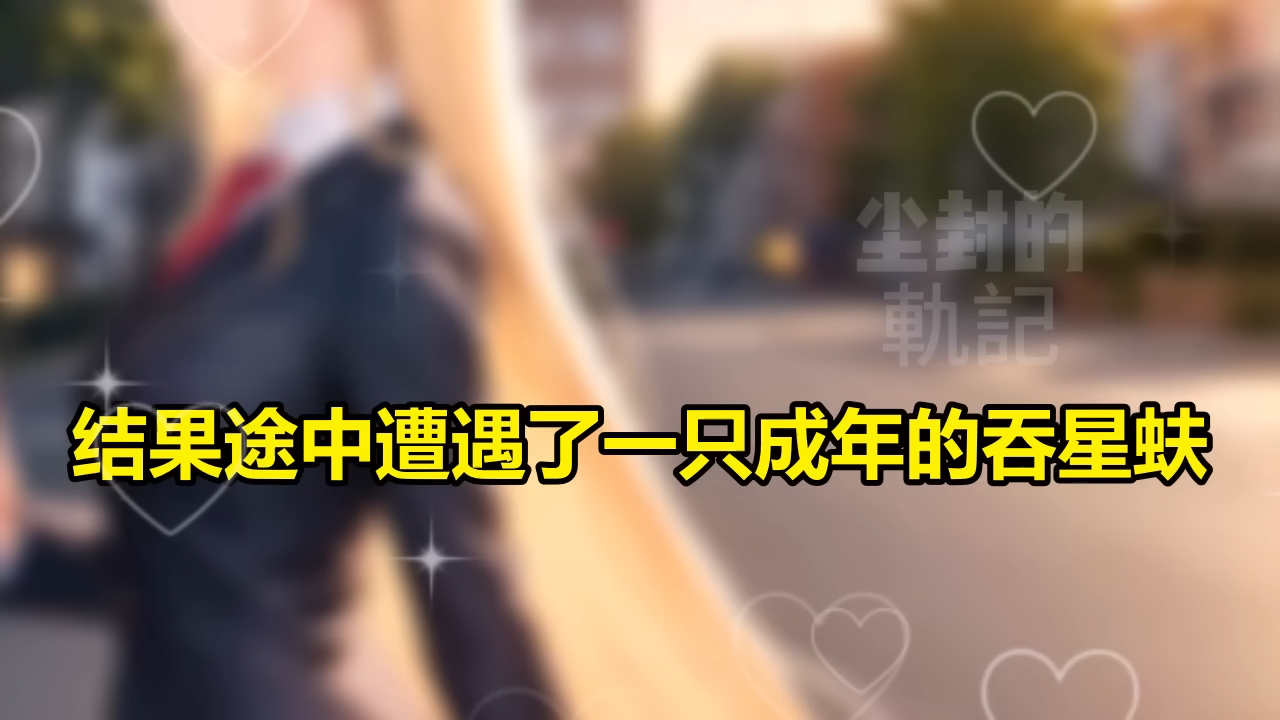 尘封的
軌記
结果途中遭遇了一只成年的吞星蚨